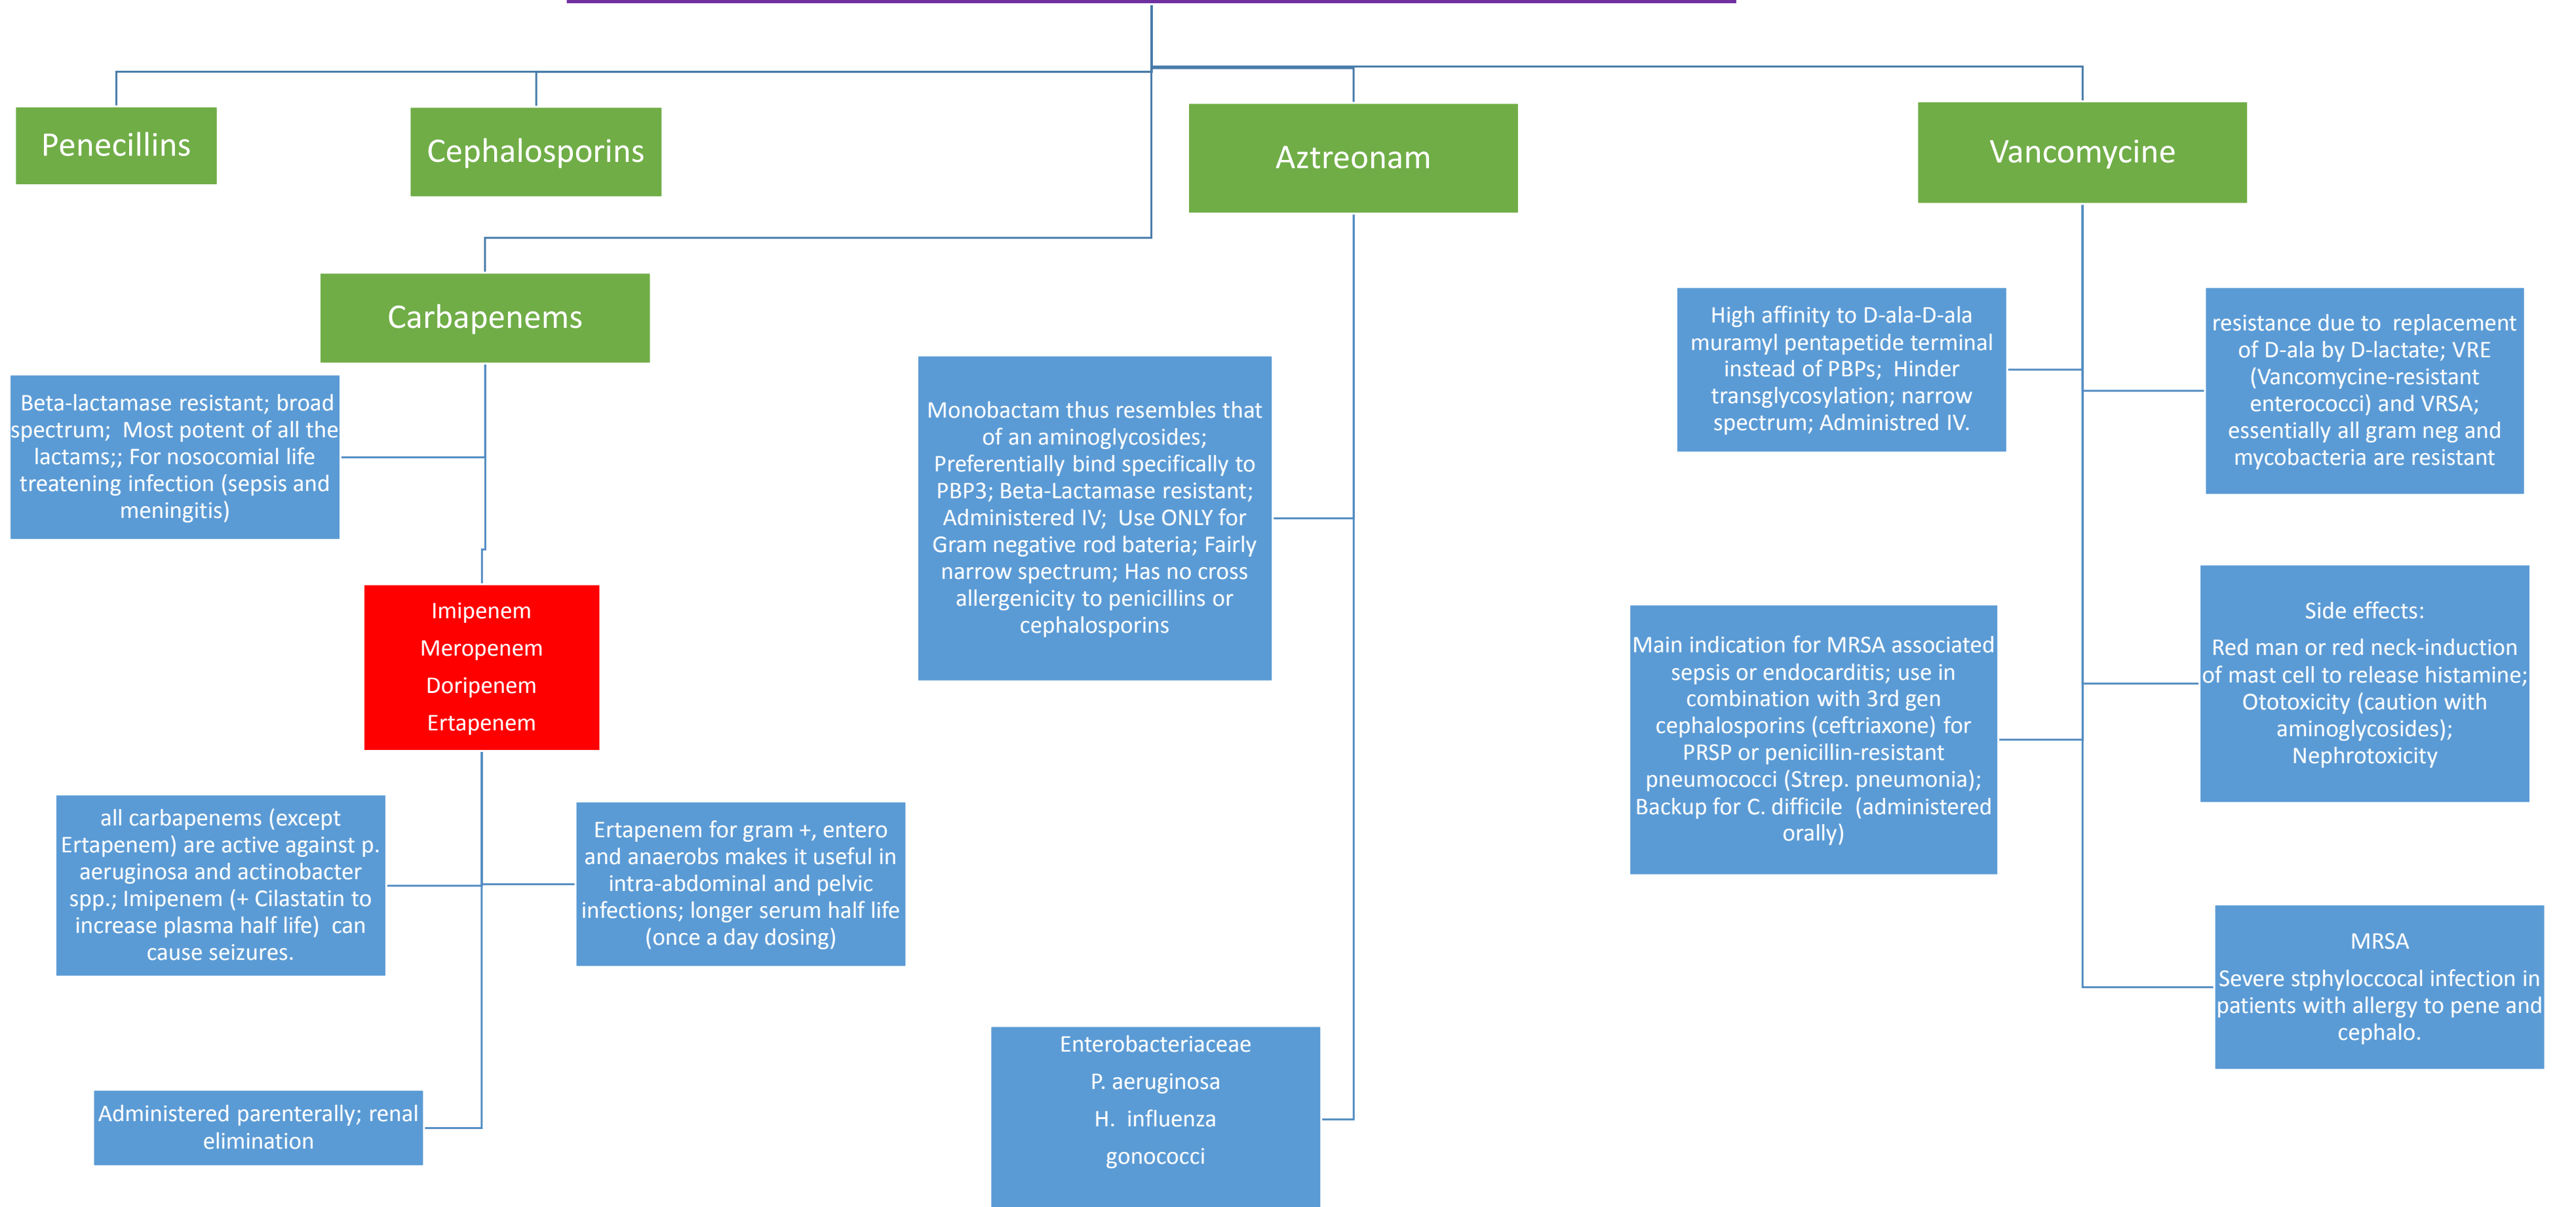 Penecillins
Cephalosporins
Aztreonam
Vancomycine
Carbapenems
Beta-lactamase resistant; broad
spectrum;  Most potent of all the
lactams;; For nosocomial life
treatening infection (sepsis and
meningitis)
Imipenem
Meropenem
Doripenem
Ertapenem
all carbapenems (except
Ertapenem) are active against p.
aeruginosa and actinobacter
spp.; Imipenem (+ Cilastatin to
increase plasma half life)  can
cause seizures.
Ertapenem for gram +, entero
and anaerobs makes it useful in
intra-abdominal and pelvic
infections; longer serum half life
(once a day dosing)
Administered parenterally; renal
elimination
Monobactam thus resembles that
of an aminoglycosides;
Preferentially bind specifically to
PBP3; Beta-Lactamase resistant;
Administered IV;  Use ONLY for
Gram negative rod bateria; Fairly
narrow spectrum; Has no cross
allergenicity to penicillins or
cephalosporins
Enterobacteriaceae
P. aeruginosa
H.  influenza
gonococci
High affinity to D-ala-D-ala
muramyl pentapetide terminal
instead of PBPs;  Hinder
transglycosylation; narrow
spectrum; Administred IV.
resistance due to  replacement
of D-ala by D-lactate; VRE
(Vancomycine-resistant
enterococci) and VRSA;
essentially all gram neg and
mycobacteria are resistant
Main indication for MRSA associated
sepsis or endocarditis; use in
combination with 3rd gen
cephalosporins (ceftriaxone) for
PRSP or penicillin-resistant
pneumococci (Strep. pneumonia);
Backup for C. difficile  (administered
orally)
Side effects:
Red man or red neck-induction
of mast cell to release histamine;
Ototoxicity (caution with
aminoglycosides);
Nephrotoxicity
MRSA
Severe stphyloccocal infection in
patients with allergy to pene and
cephalo.